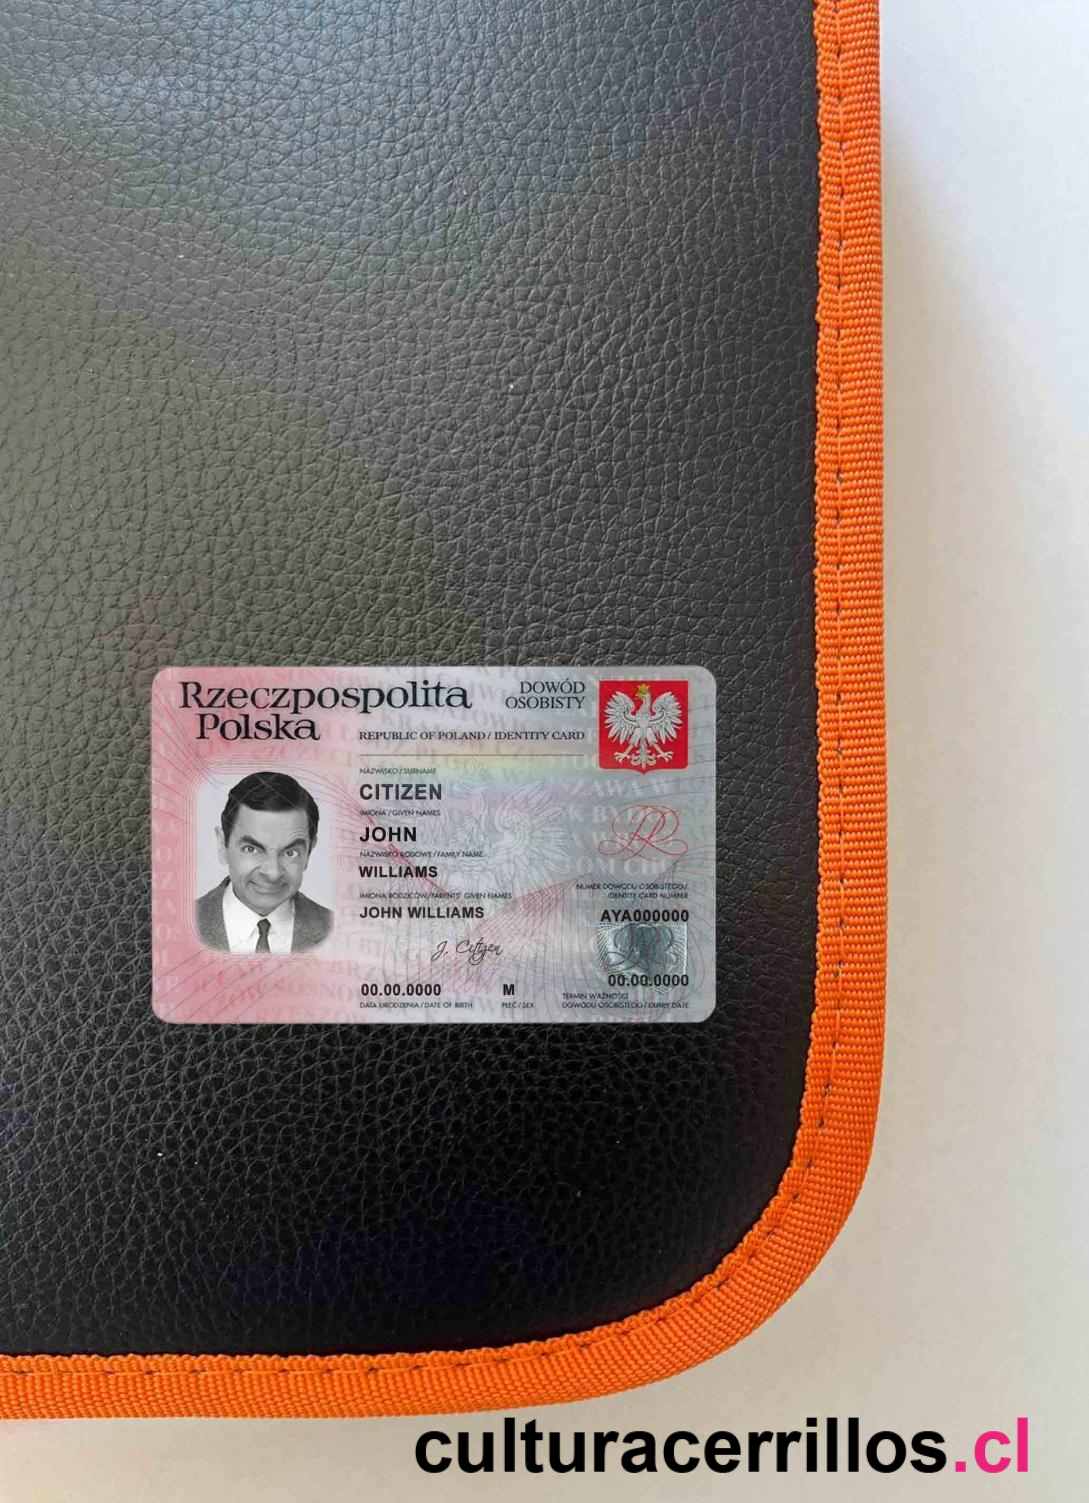 Rzeczpospolita
Polska
DOWÓD
OSOBISTY
REPUBLIC OF POLAND / IDENTITY CARD
NAZWISKO / SURNAME
CITIZEN
IMIONA / GIVEN NAMES
JOHN
NAZWISKO RODOWE / FAMILY NAME
WILLIAMS
IMIONA RODZICÓW/PARENTS' GIVEN NAMES
JOHN WILLIAMS
NUMER DOWODU OSOBISTEGO/
IDENTITY CARD NUMBER
AYA000000
J. Citizen
00.00.0000
DATA URODZENIA / DATE OF BIRTH
M
PŁEĆ / SEX
00.00.0000
TERMIN WAŻNOŚCI
DOWODU OSOBISTEGO / EXPIRY DATE
culturacerrillos.cl